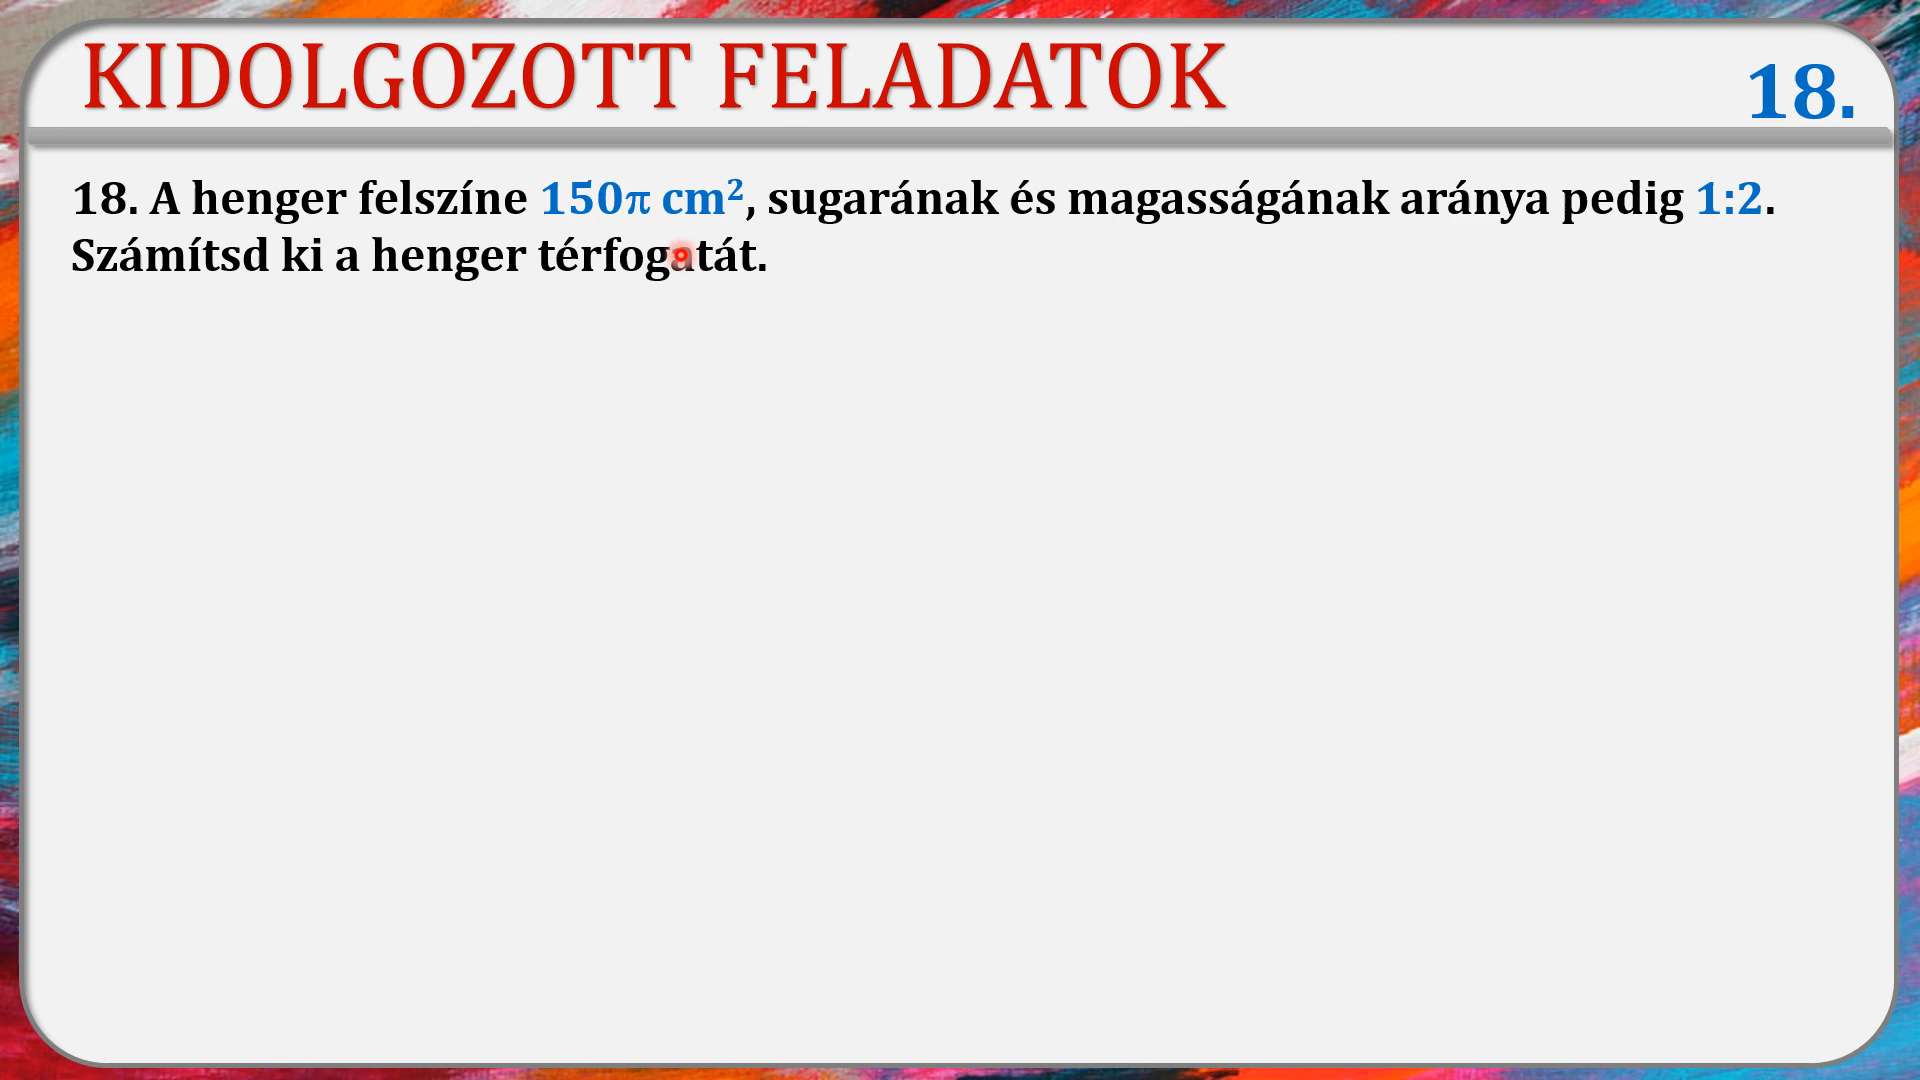 KIDOLGOZOTT FELADATOK
18.
18. A henger felszíne 150π cm², sugarának és magasságának aránya pedig 1:2.
Számítsd ki a henger térfogatát.